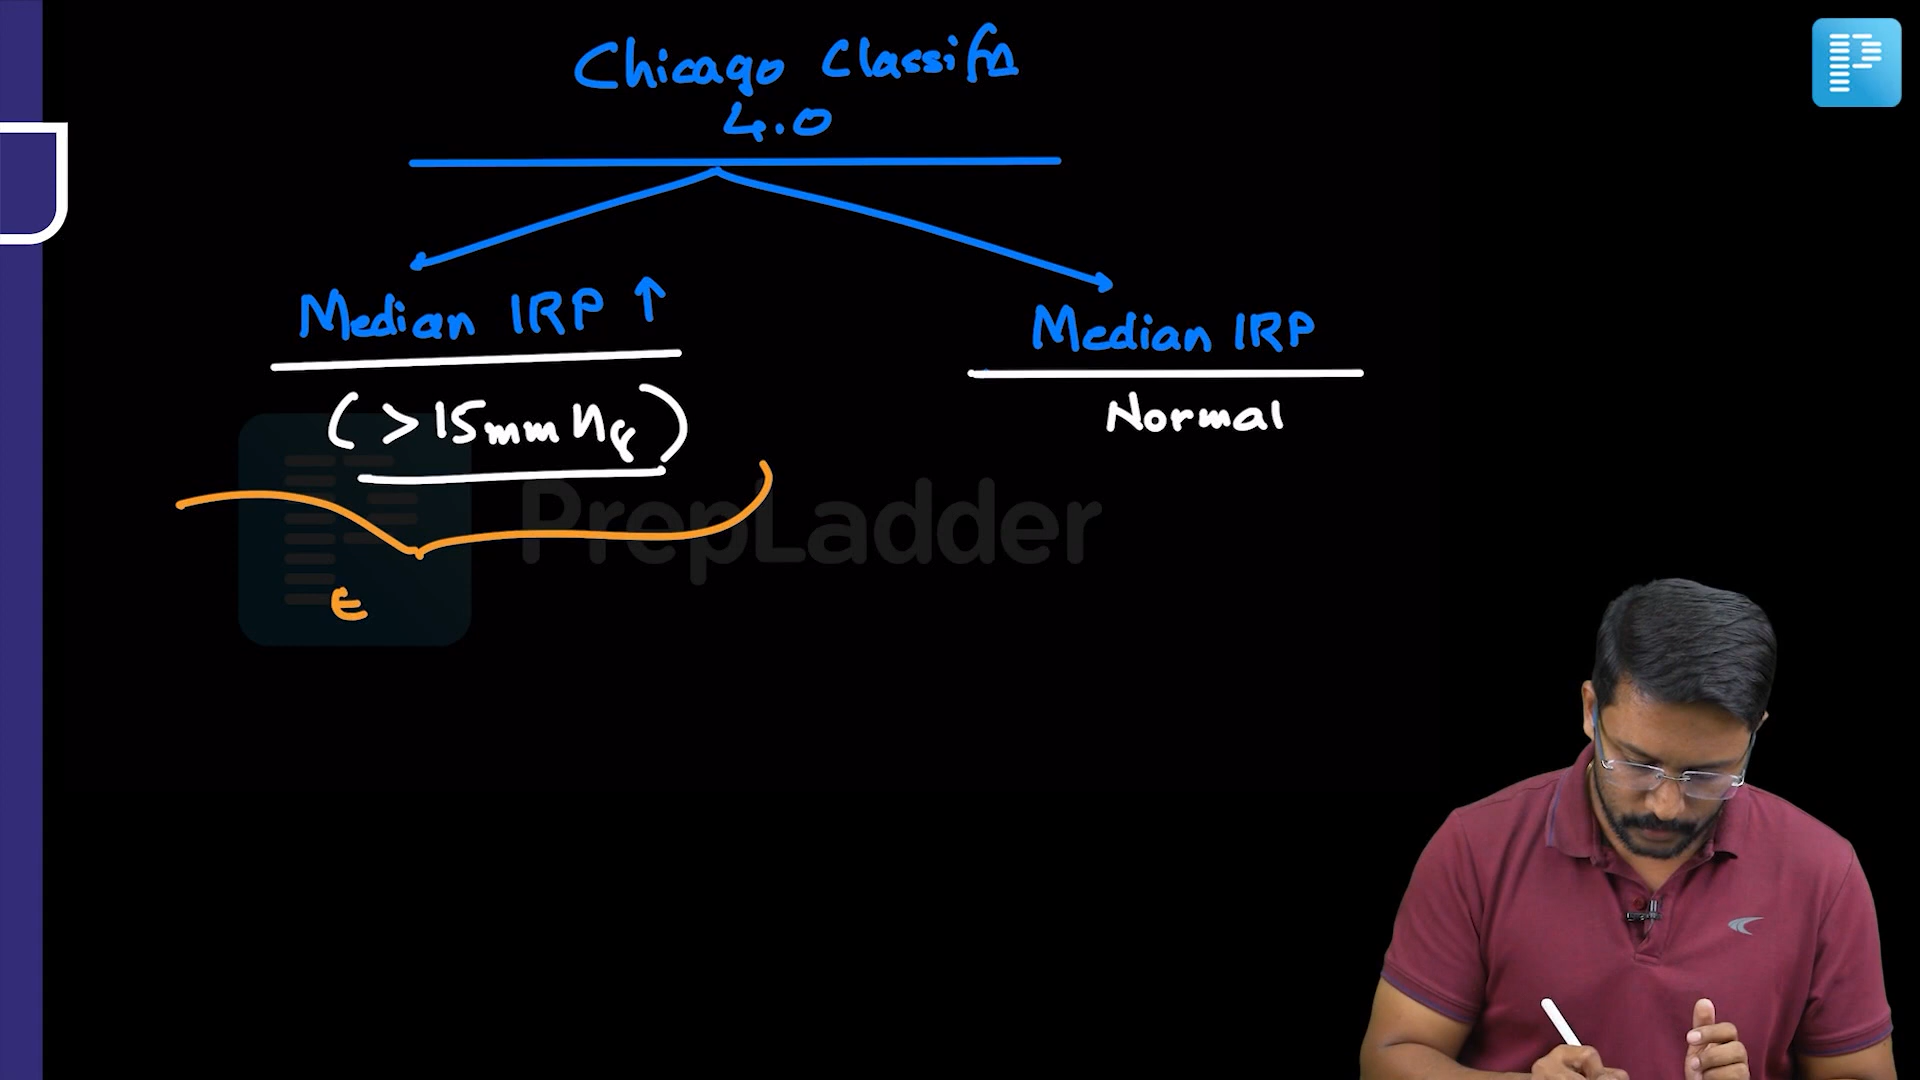 Chicago Classifn
4.0
Median IRP ↑
(>15mmHg)
Median IRP
Normal
PrepLadder
E